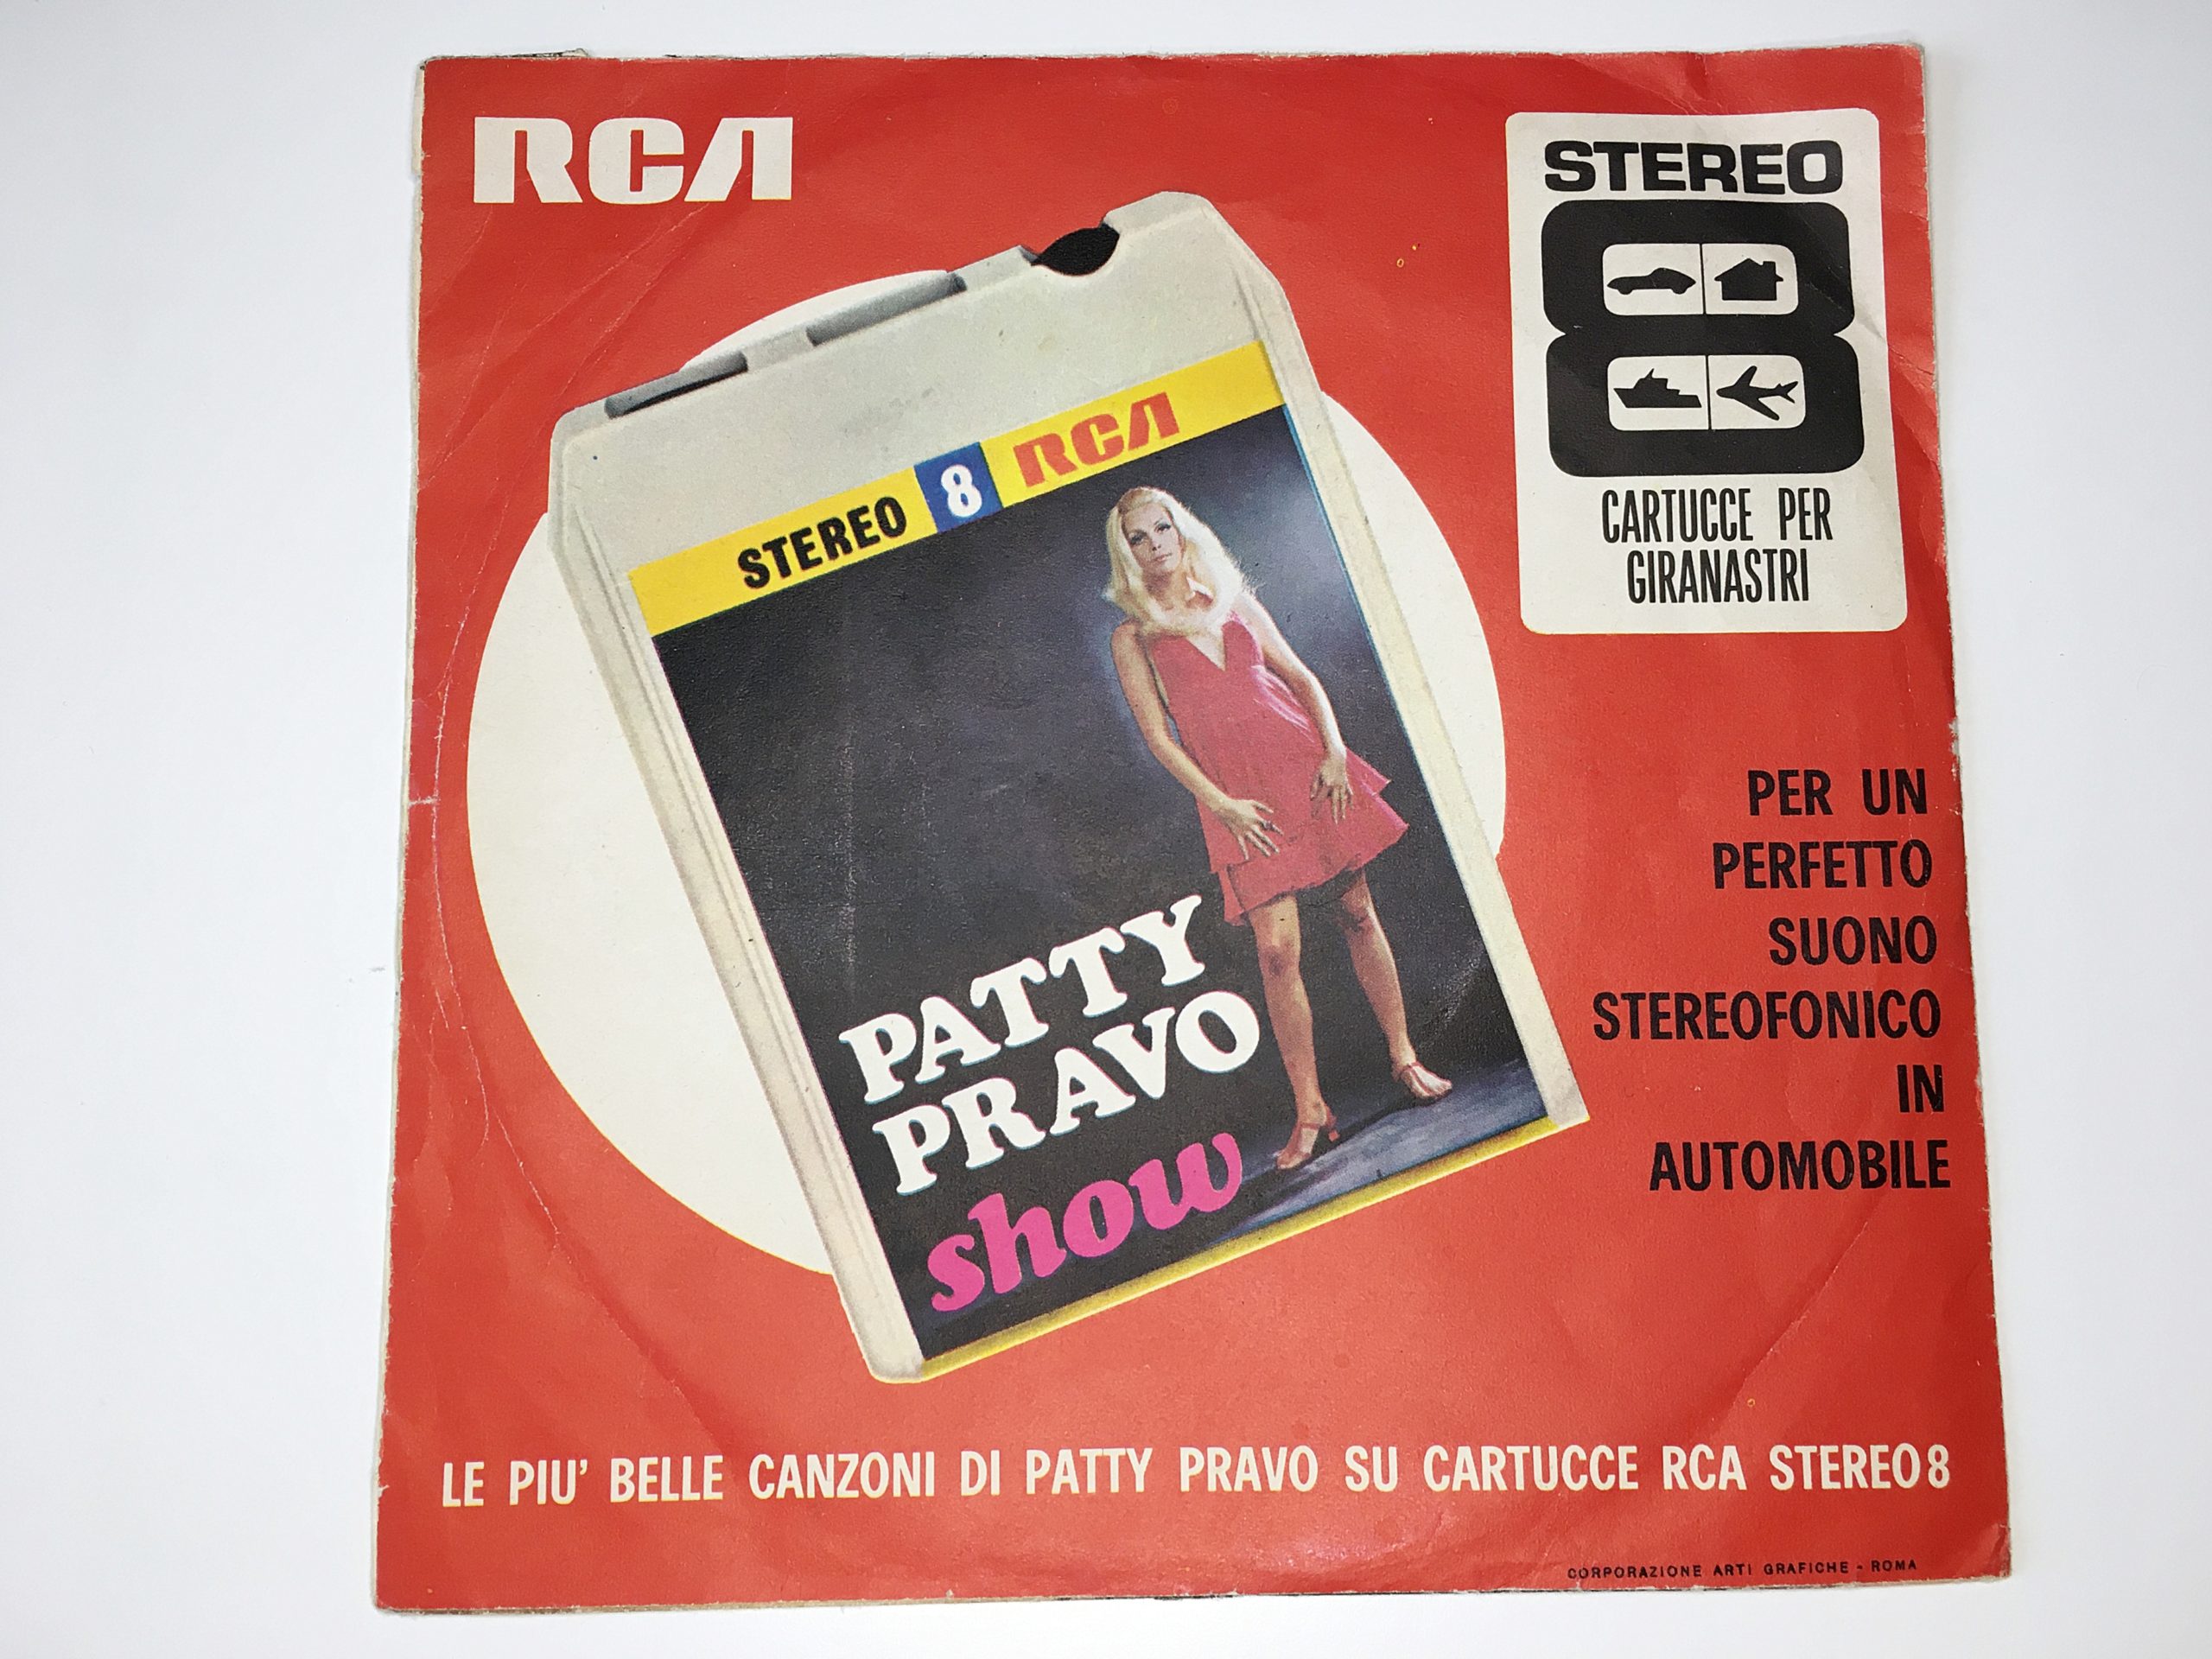 RCA
STEREO
8
CARTUCCE PER
GIRANASTRI
STEREO 8 RCA
PATTY
PRAVO
show
PER UN
PERFETTO
SUONO
STEREOFONICO
IN
AUTOMOBILE
LE PIU' BELLE CANZONI DI PATTY PRAVO SU CARTUCCE RCA STEREO 8
CORPORAZIONE ARTI GRAFICHE - ROMA